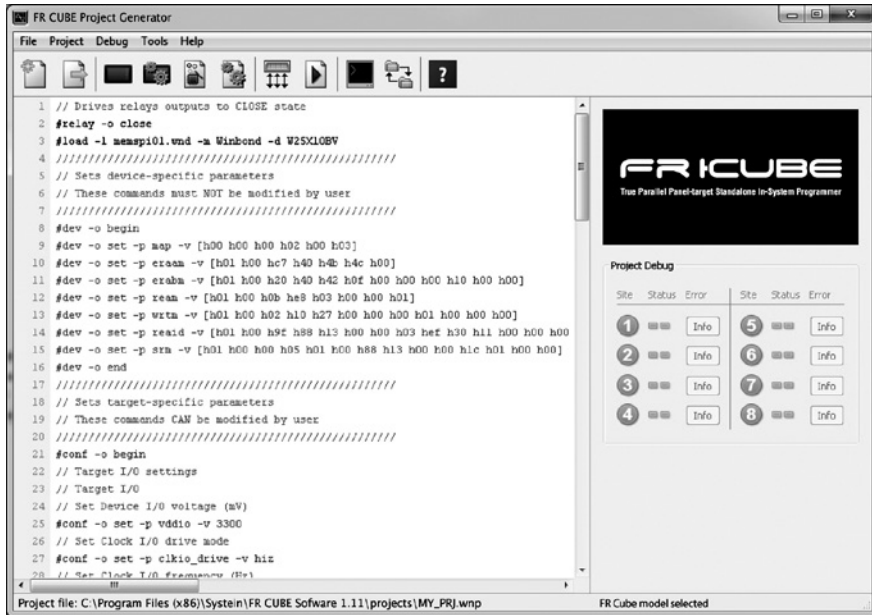 FR CUBE Project Generator
File Project Debug Tools Help
?
1 // Drives relays outputs to CLOSE state
2 #relay -o close
3 #load -l memspi01.wnd -m Winbond -d W25X10BV
4 ////////////////////////////////////////////////////
5 // Sets device-specific parameters
6 // These commands must NOT be modified by user
7 ////////////////////////////////////////////////////
8 #dev -o begin
9 #dev -o set -p map -v [h00 h00 h00 h02 h00 h03]
10 #dev -o set -p eraam -v [h01 h00 hc7 h40 h4b h4c h00]
11 #dev -o set -p erabm -v [h01 h00 h20 h40 h42 h0f h00 h00 h00 h10 h00 h00]
12 #dev -o set -p ream -v [h01 h00 h0b he8 h03 h00 h00 h01]
13 #dev -o set -p wrtm -v [h01 h00 h02 h10 h27 h00 h00 h00 h01 h00 h00]
14 #dev -o set -p reaid -v [h01 h00 h9f h88 h13 h00 h00 h03 hef h30 h11 h00 h00 h00
15 #dev -o set -p srm -v [h01 h00 h00 h05 h01 h00 h88 h13 h00 h00 h1c h01 h00 h00]
16 #dev -o end
17 ////////////////////////////////////////////////////
18 // Sets target-specific parameters
19 // These commands CAN be modified by user
20 ////////////////////////////////////////////////////
21 #conf -o begin
22 // Target I/O settings
23 // Target I/O
24 // Set Device I/O voltage (mV)
25 #conf -o set -p vddio -v 3300
26 // Set Clock I/O drive mode
27 #conf -o set -p clkio_drive -v hiz
28 // Set Clock I/O frequency (Hz)
FR CUBE
True Parallel Panel-target Standalone In-System Programmer
Project Debug
Site Status Error Site Status Error
1 Info 5 Info
2 Info 6 Info
3 Info 7 Info
4 Info 8 Info
Project file: C:\Program Files (x86)\Systein\FR CUBE Sofware 1.11\projects\MY_PRJ.wnp
FR Cube model selected